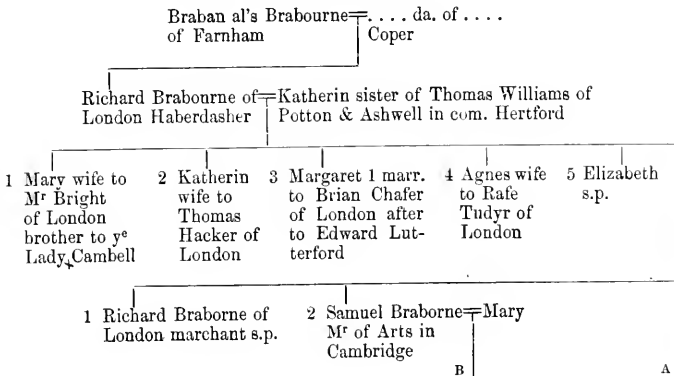 Braban al's Brabourne=. . . . da. of . . . .
of Farnham Coper
Richard Brabourne of=Katherin sister of Thomas Williams of
London Haberdasher Potton & Ashwell in com. Hertford
1 Mary wife to
Mr Bright
of London
brother to ye
Lady Cambell
2 Katherin
wife to
Thomas
Hacker of
London
3 Margaret 1 marr.
to Brian Chafer
of London after
to Edward Lut-
terford
4 Agnes wife
to Rafe
Tudyr of
London
5 Elizabeth
s.p.
1 Richard Braborne of
London marchant s.p.
2 Samuel Braborne=Mary
Mr of Arts in
Cambridge
B A